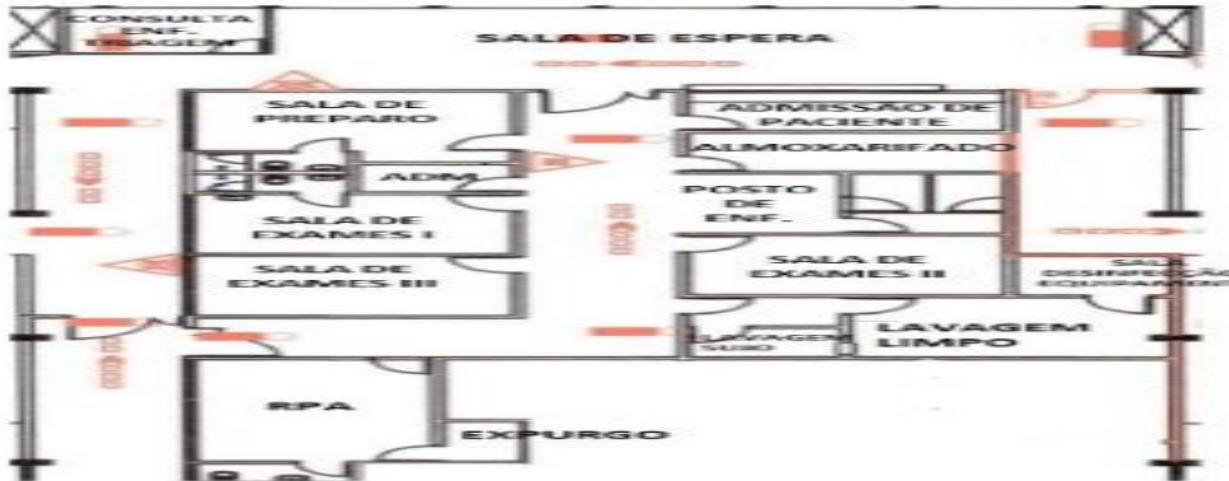 CONSULTA
ENF.
TRIAGEM
SALA DE ESPERA
SALA DE
PREPARO
ADMISSÃO DE
PACIENTE
ALMOXARIFADO
ADM
POSTO
DE
ENF.
SALA DE
EXAMES I
SALA DE
EXAMES III
SALA DE
EXAMES II
SALA
DESINFECÇÃO
EQUIPAMENT
LAVAGEM
SUJO
LAVAGEM
LIMPO
RPA
EXPURGO